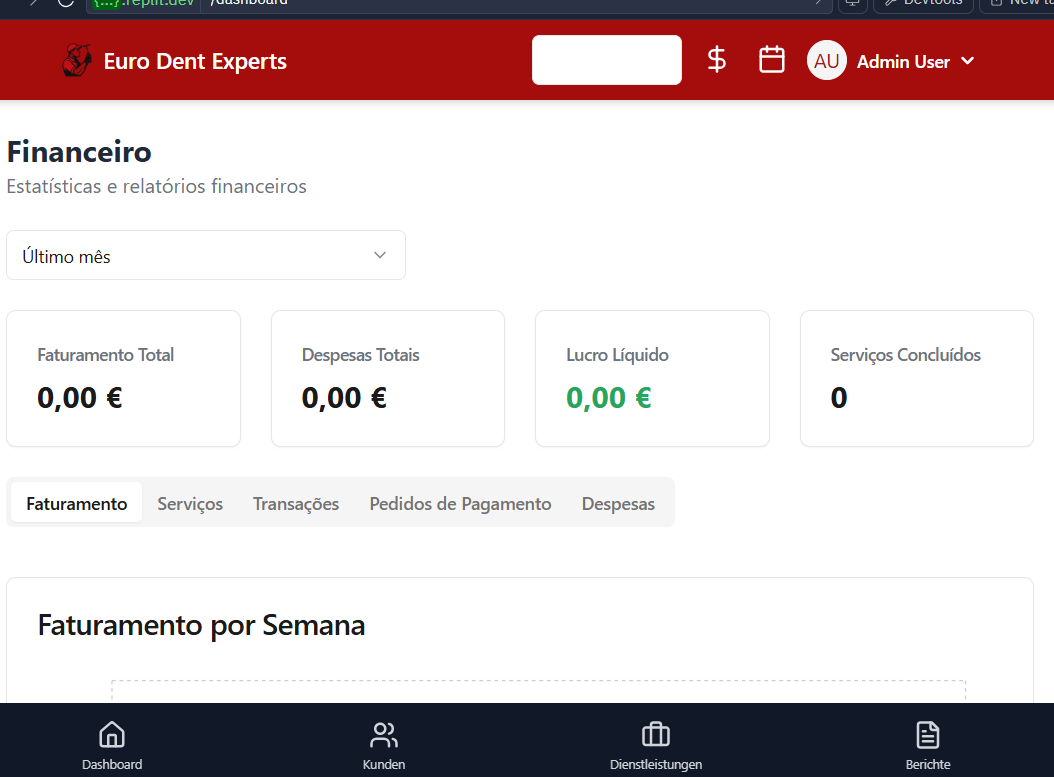 {...}.replit.dev /dashboard Devtools New ta
Euro Dent Experts
AU Admin User
Financeiro
Estatísticas e relatórios financeiros
Último mês
Faturamento Total Despesas Totais Lucro Líquido Serviços Concluídos
0,00 € 0,00 € 0,00 € 0
Faturamento Serviços Transações Pedidos de Pagamento Despesas
Faturamento por Semana
Dashboard Kunden Dienstleistungen Berichte